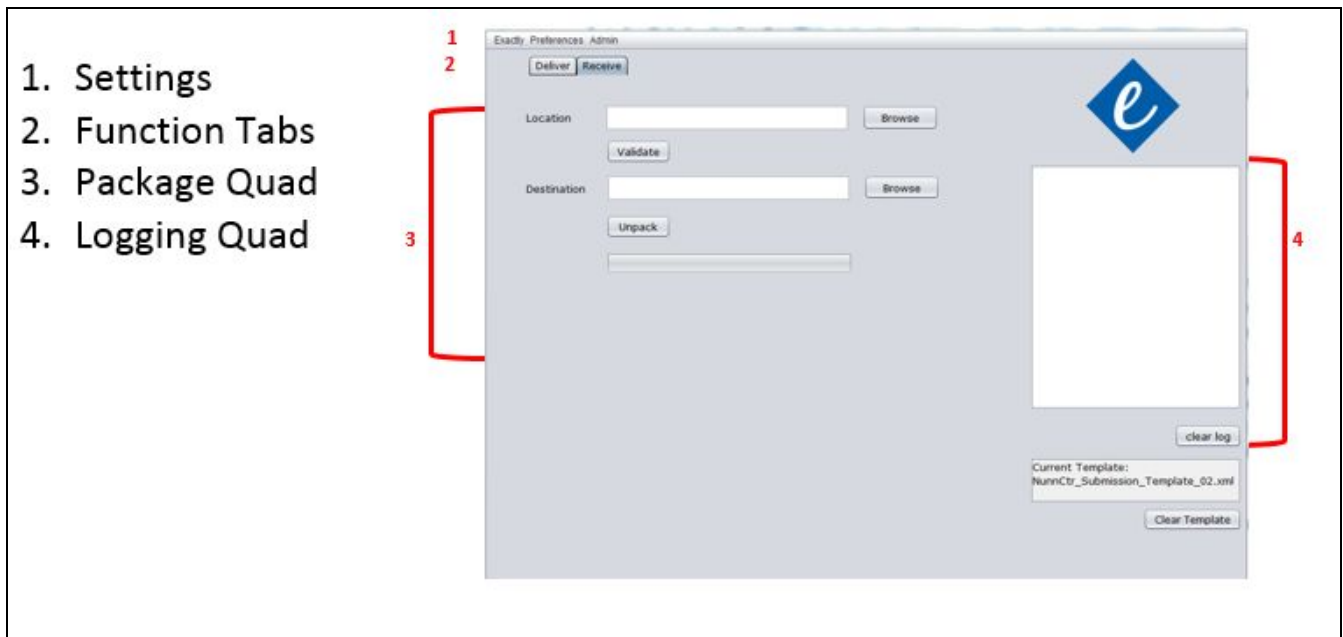 1. Settings
2. Function Tabs
3. Package Quad
4. Logging Quad
1
Exactly Preferences Admin
2
Deliver Receive
3
Location Browse
Validate
Destination Browse
Unpack
e
4
clear log
Current Template:
NunnCtr_Submission_Template_02.xml
Clear Template